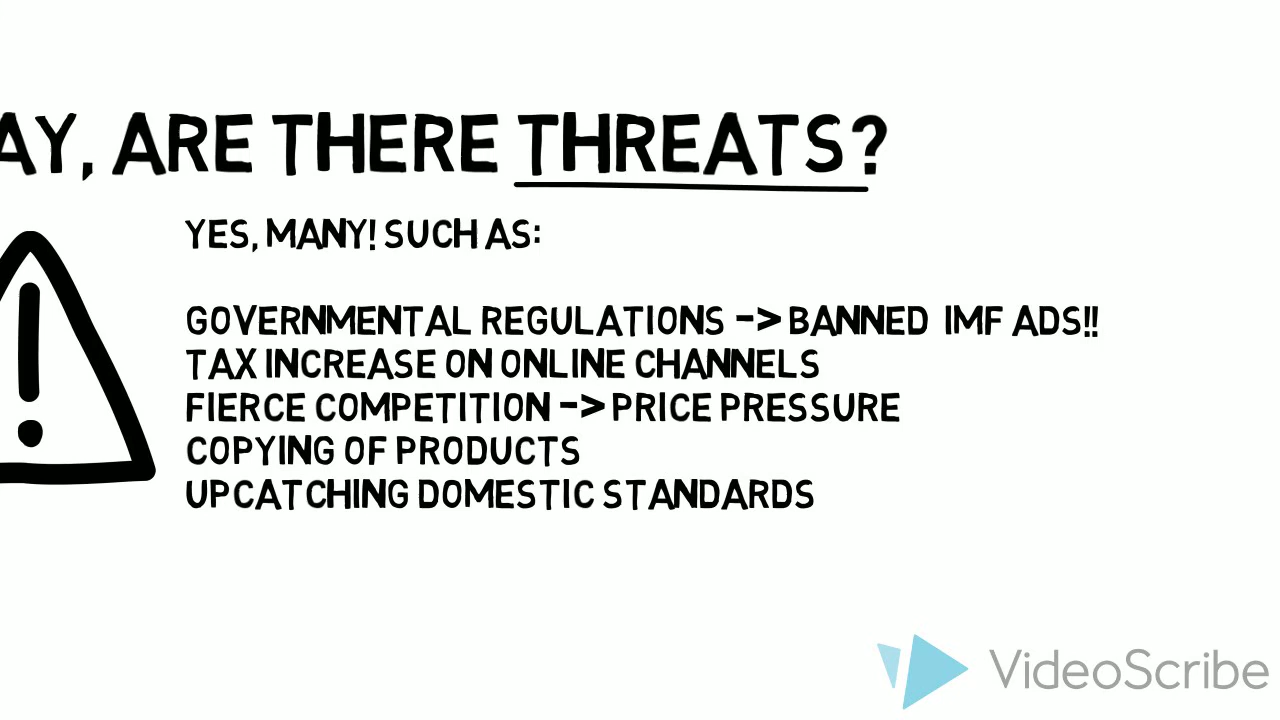 AY, ARE THERE THREATS?
YES, MANY! SUCH AS:
GOVERNMENTAL REGULATIONS -> BANNED IMF ADS!!
TAX INCREASE ON ONLINE CHANNELS
FIERCE COMPETITION -> PRICE PRESSURE
COPYING OF PRODUCTS
UPCATCHING DOMESTIC STANDARDS
VideoScribe